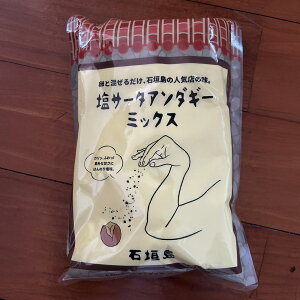 卵と混ぜるだけ、石垣島の人気店の味。
塩サータアンダギー
ミックス
石垣島